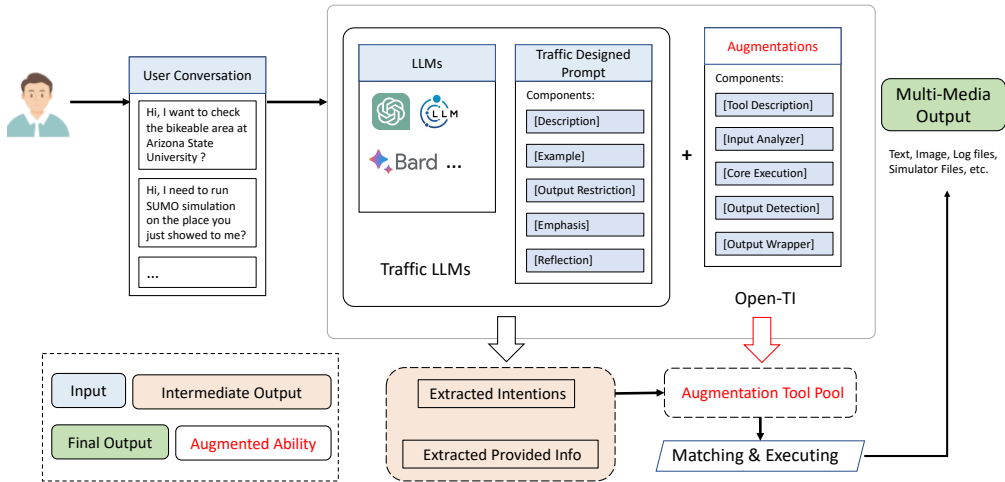 User Conversation
Hi, I want to check
the bikeable area at
Arizona State
University ?
Hi, I need to run
SUMO simulation
on the place you
just showed to me?
...
LLMs
LLM
Bard ...
Traffic LLMs
Traffic Designed
Prompt
Components:
[Description]
[Example]
[Output Restriction]
[Emphasis]
[Reflection]
+
Augmentations
Components:
[Tool Description]
[Input Analyzer]
[Core Execution]
[Output Detection]
[Output Wrapper]
Open-TI
Multi-Media
Output
Text, Image, Log files,
Simulator Files, etc.
Input
Intermediate Output
Final Output
Augmented Ability
Extracted Intentions
Extracted Provided Info
Augmentation Tool Pool
Matching & Executing